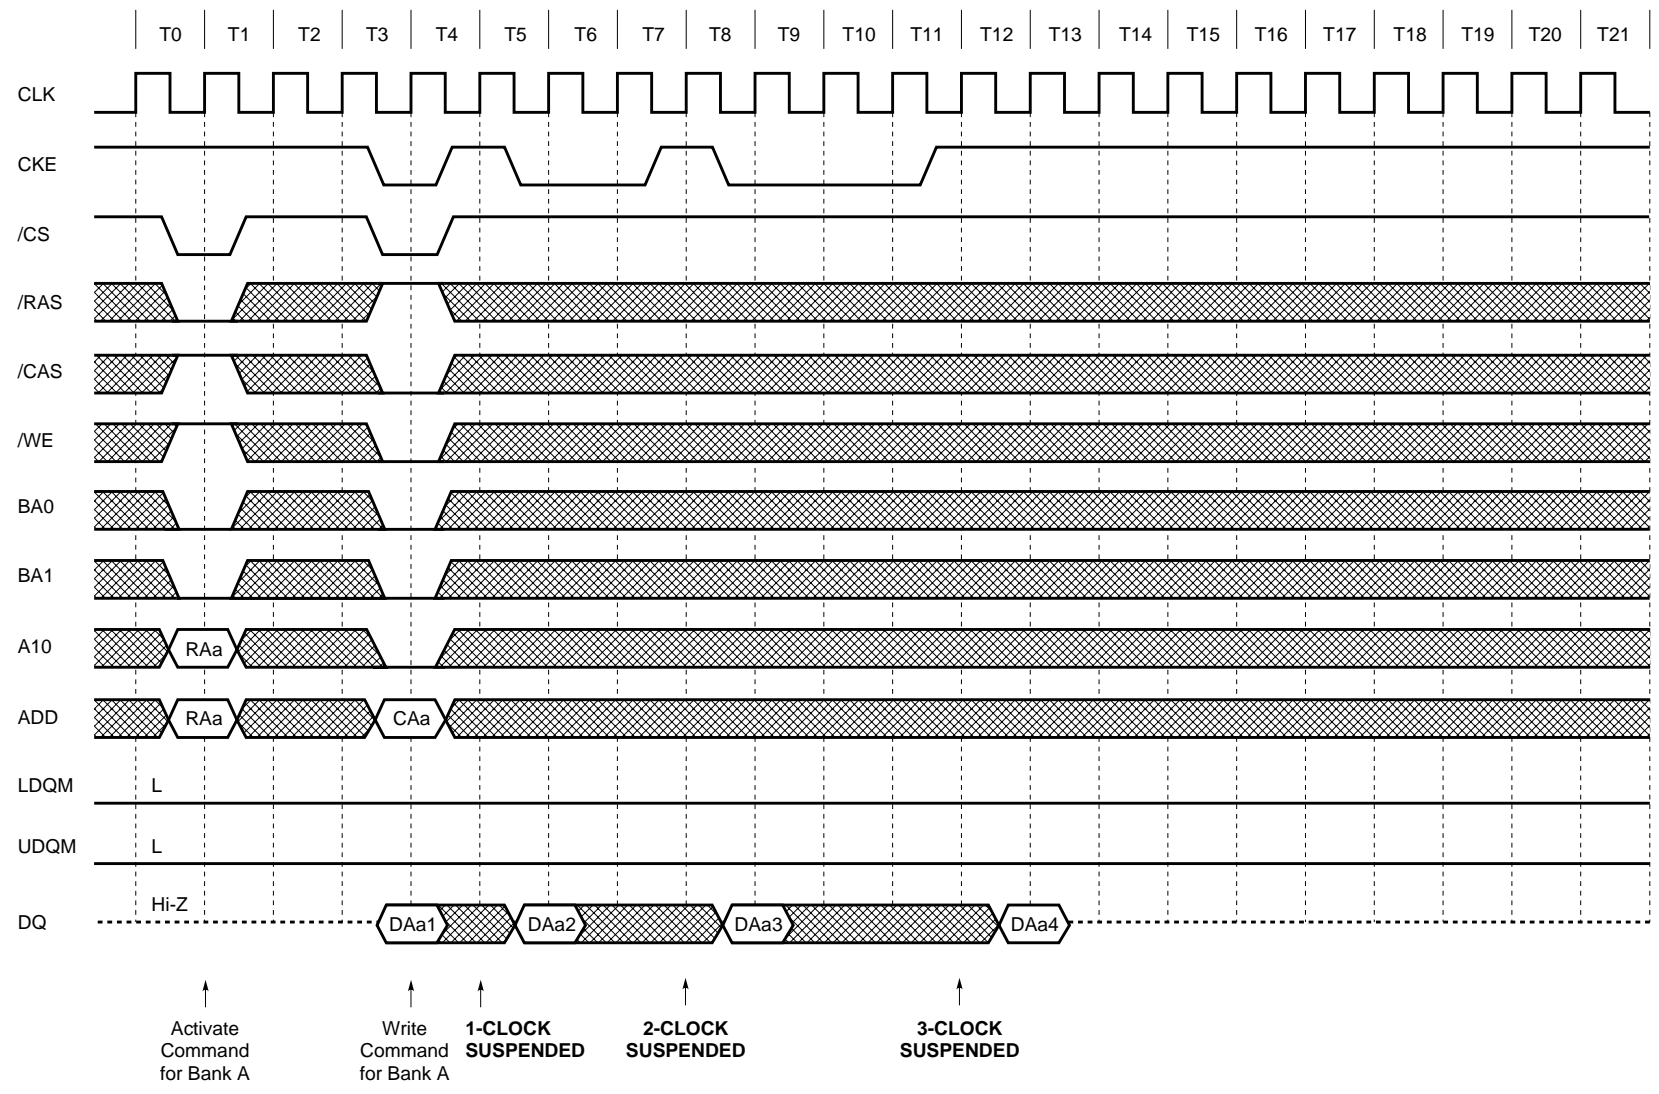 T0 T1 T2 T3 T4 T5 T6 T7 T8 T9 T10 T11 T12 T13 T14 T15 T16 T17 T18 T19 T20 T21
CLK
CKE
/CS
/RAS
/CAS
/WE
BA0
BA1
A10 RAa
ADD RAa CAa
LDQM L
UDQM L
Hi-Z
DQ DAa1 DAa2 DAa3 DAa4
Activate
Command
for Bank A
Write
Command
for Bank A
1-CLOCK
SUSPENDED
2-CLOCK
SUSPENDED
3-CLOCK
SUSPENDED